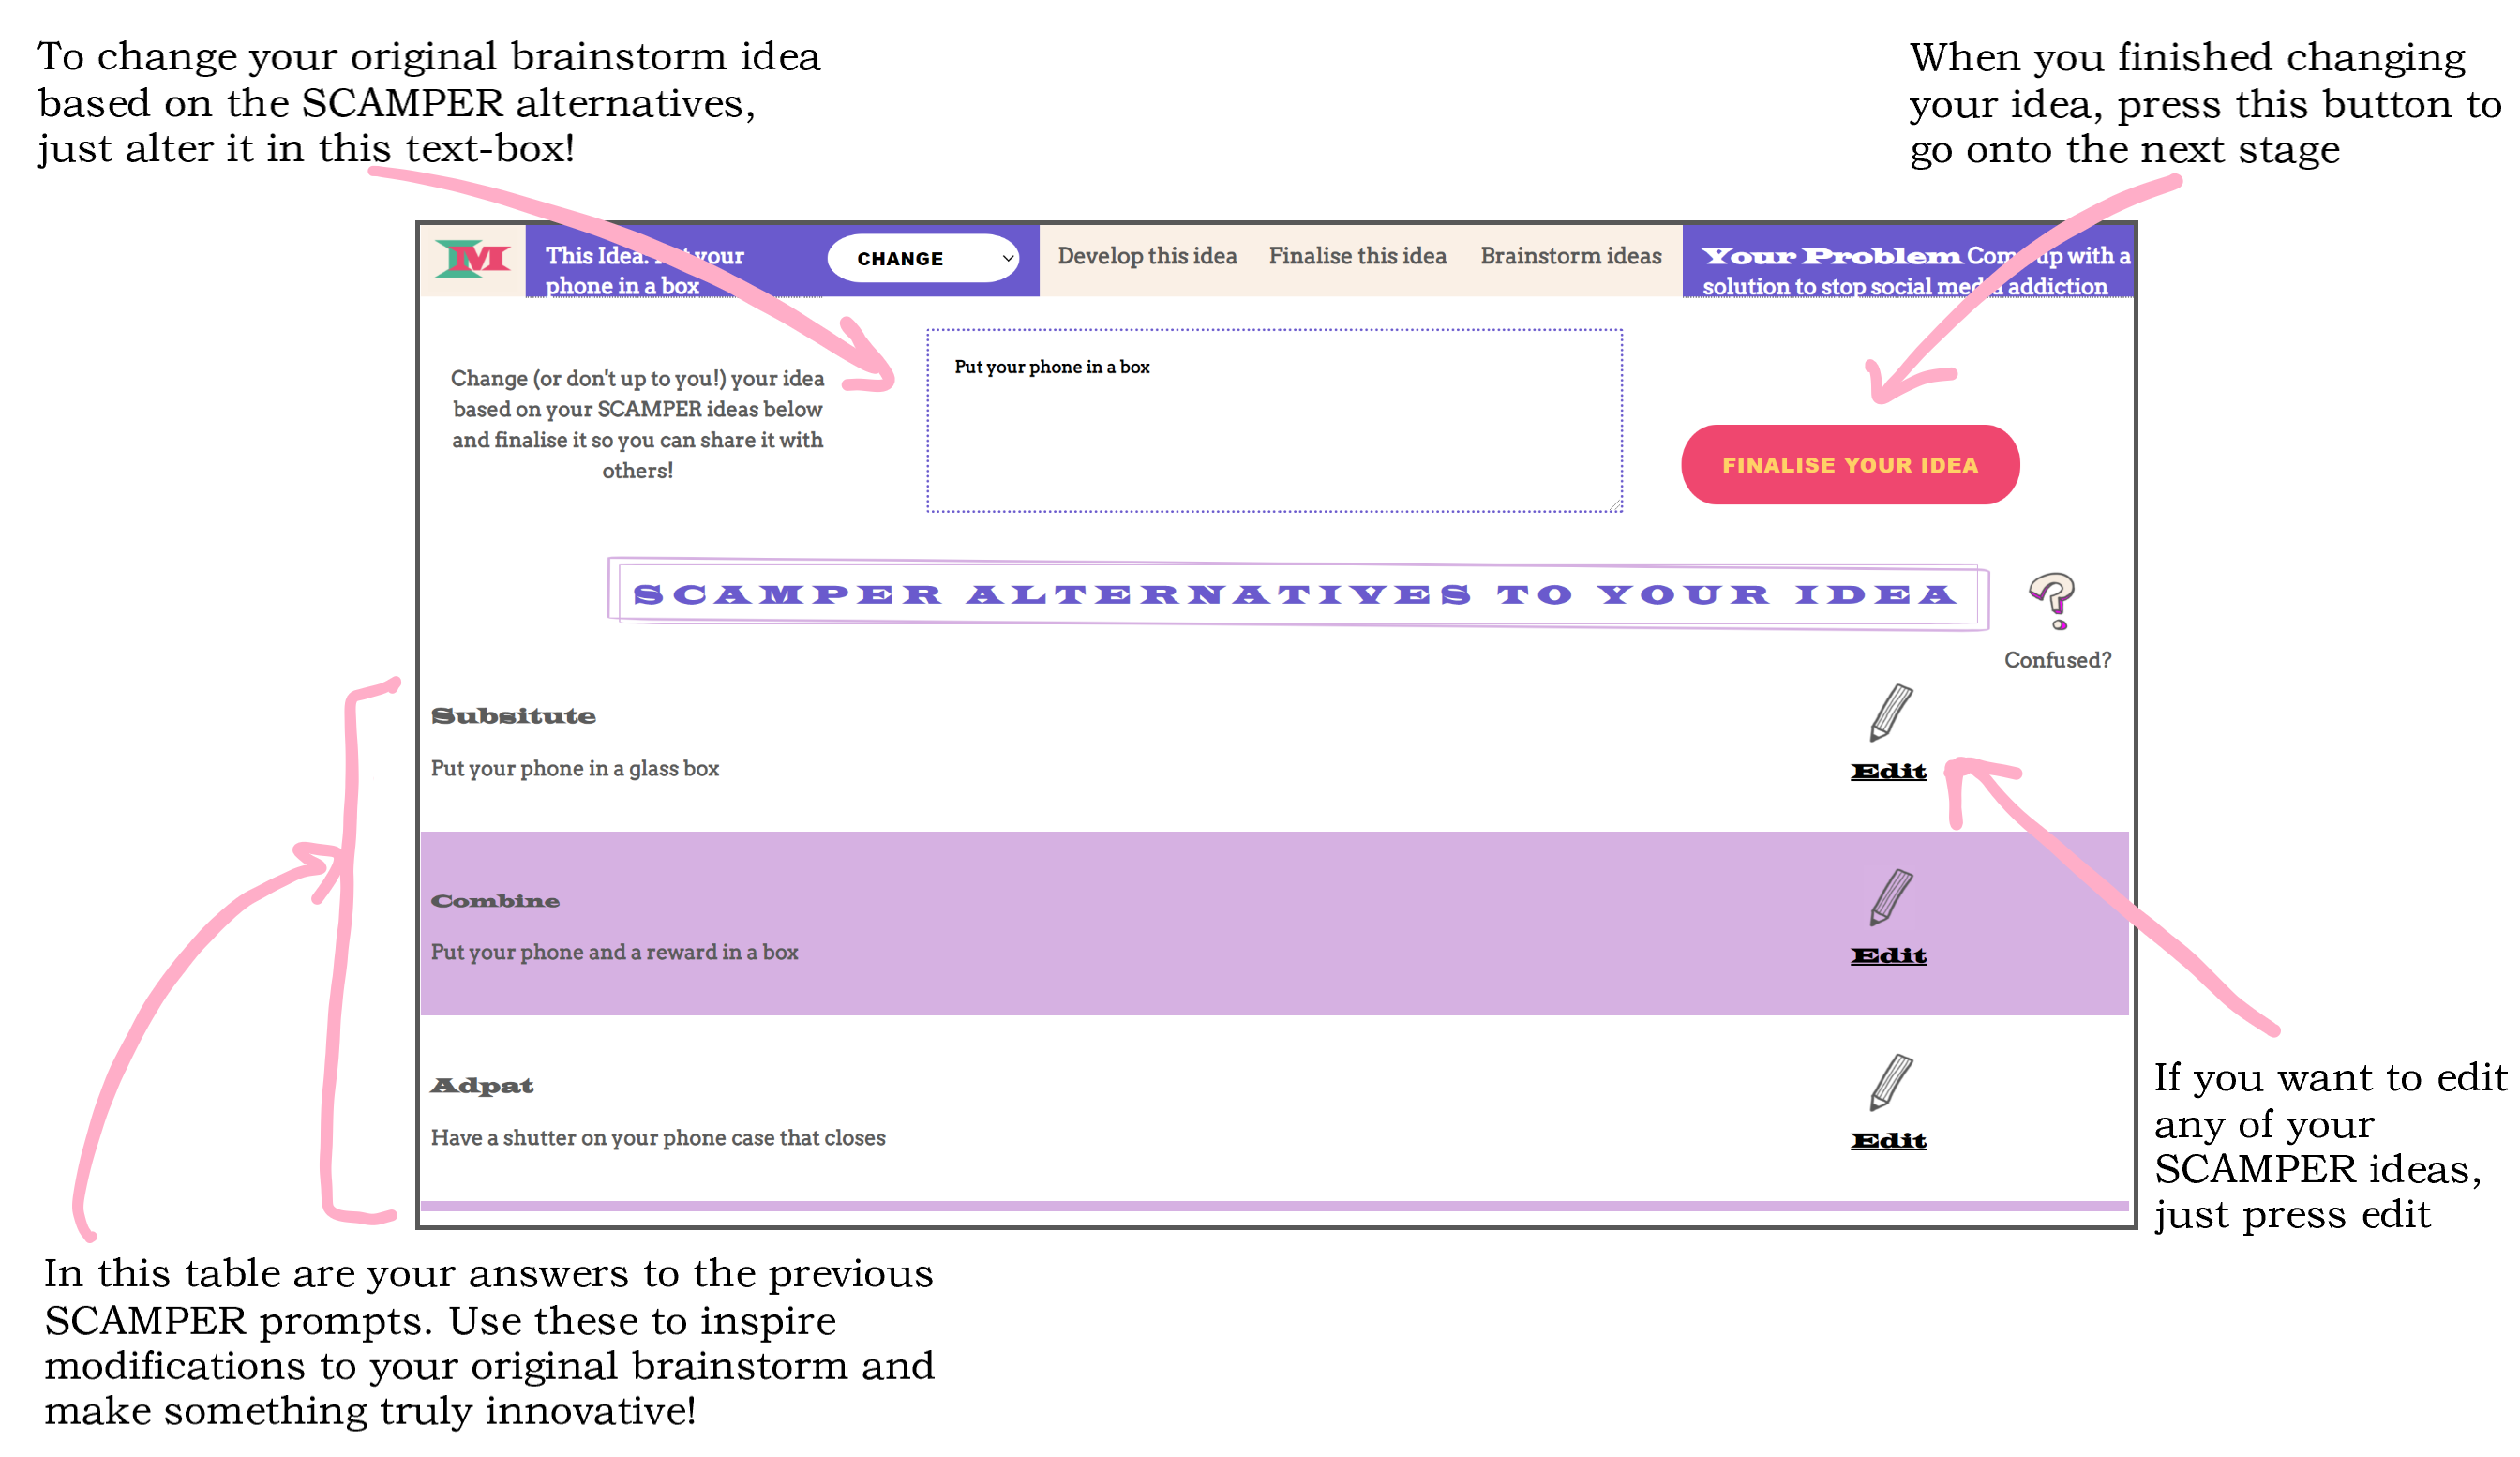 To change your original brainstorm idea
based on the SCAMPER alternatives,
just alter it in this text-box!
When you finished changing
your idea, press this button to
go onto the next stage
M
This Idea: your
phone in a box
CHANGE
Develop this idea
Finalise this idea
Brainstorm ideas
Your Problem Come up with a
solution to stop social media addiction
Change (or don't up to you!) your idea
based on your SCAMPER ideas below
and finalise it so you can share it with
others!
Put your phone in a box
FINALISE YOUR IDEA
SCAMPER ALTERNATIVES TO YOUR IDEA
?
Confused?
Subsitute
Put your phone in a glass box
Edit
Combine
Put your phone and a reward in a box
Edit
Adpat
Have a shutter on your phone case that closes
Edit
If you want to edit
any of your
SCAMPER ideas,
just press edit
In this table are your answers to the previous
SCAMPER prompts. Use these to inspire
modifications to your original brainstorm and
make something truly innovative!